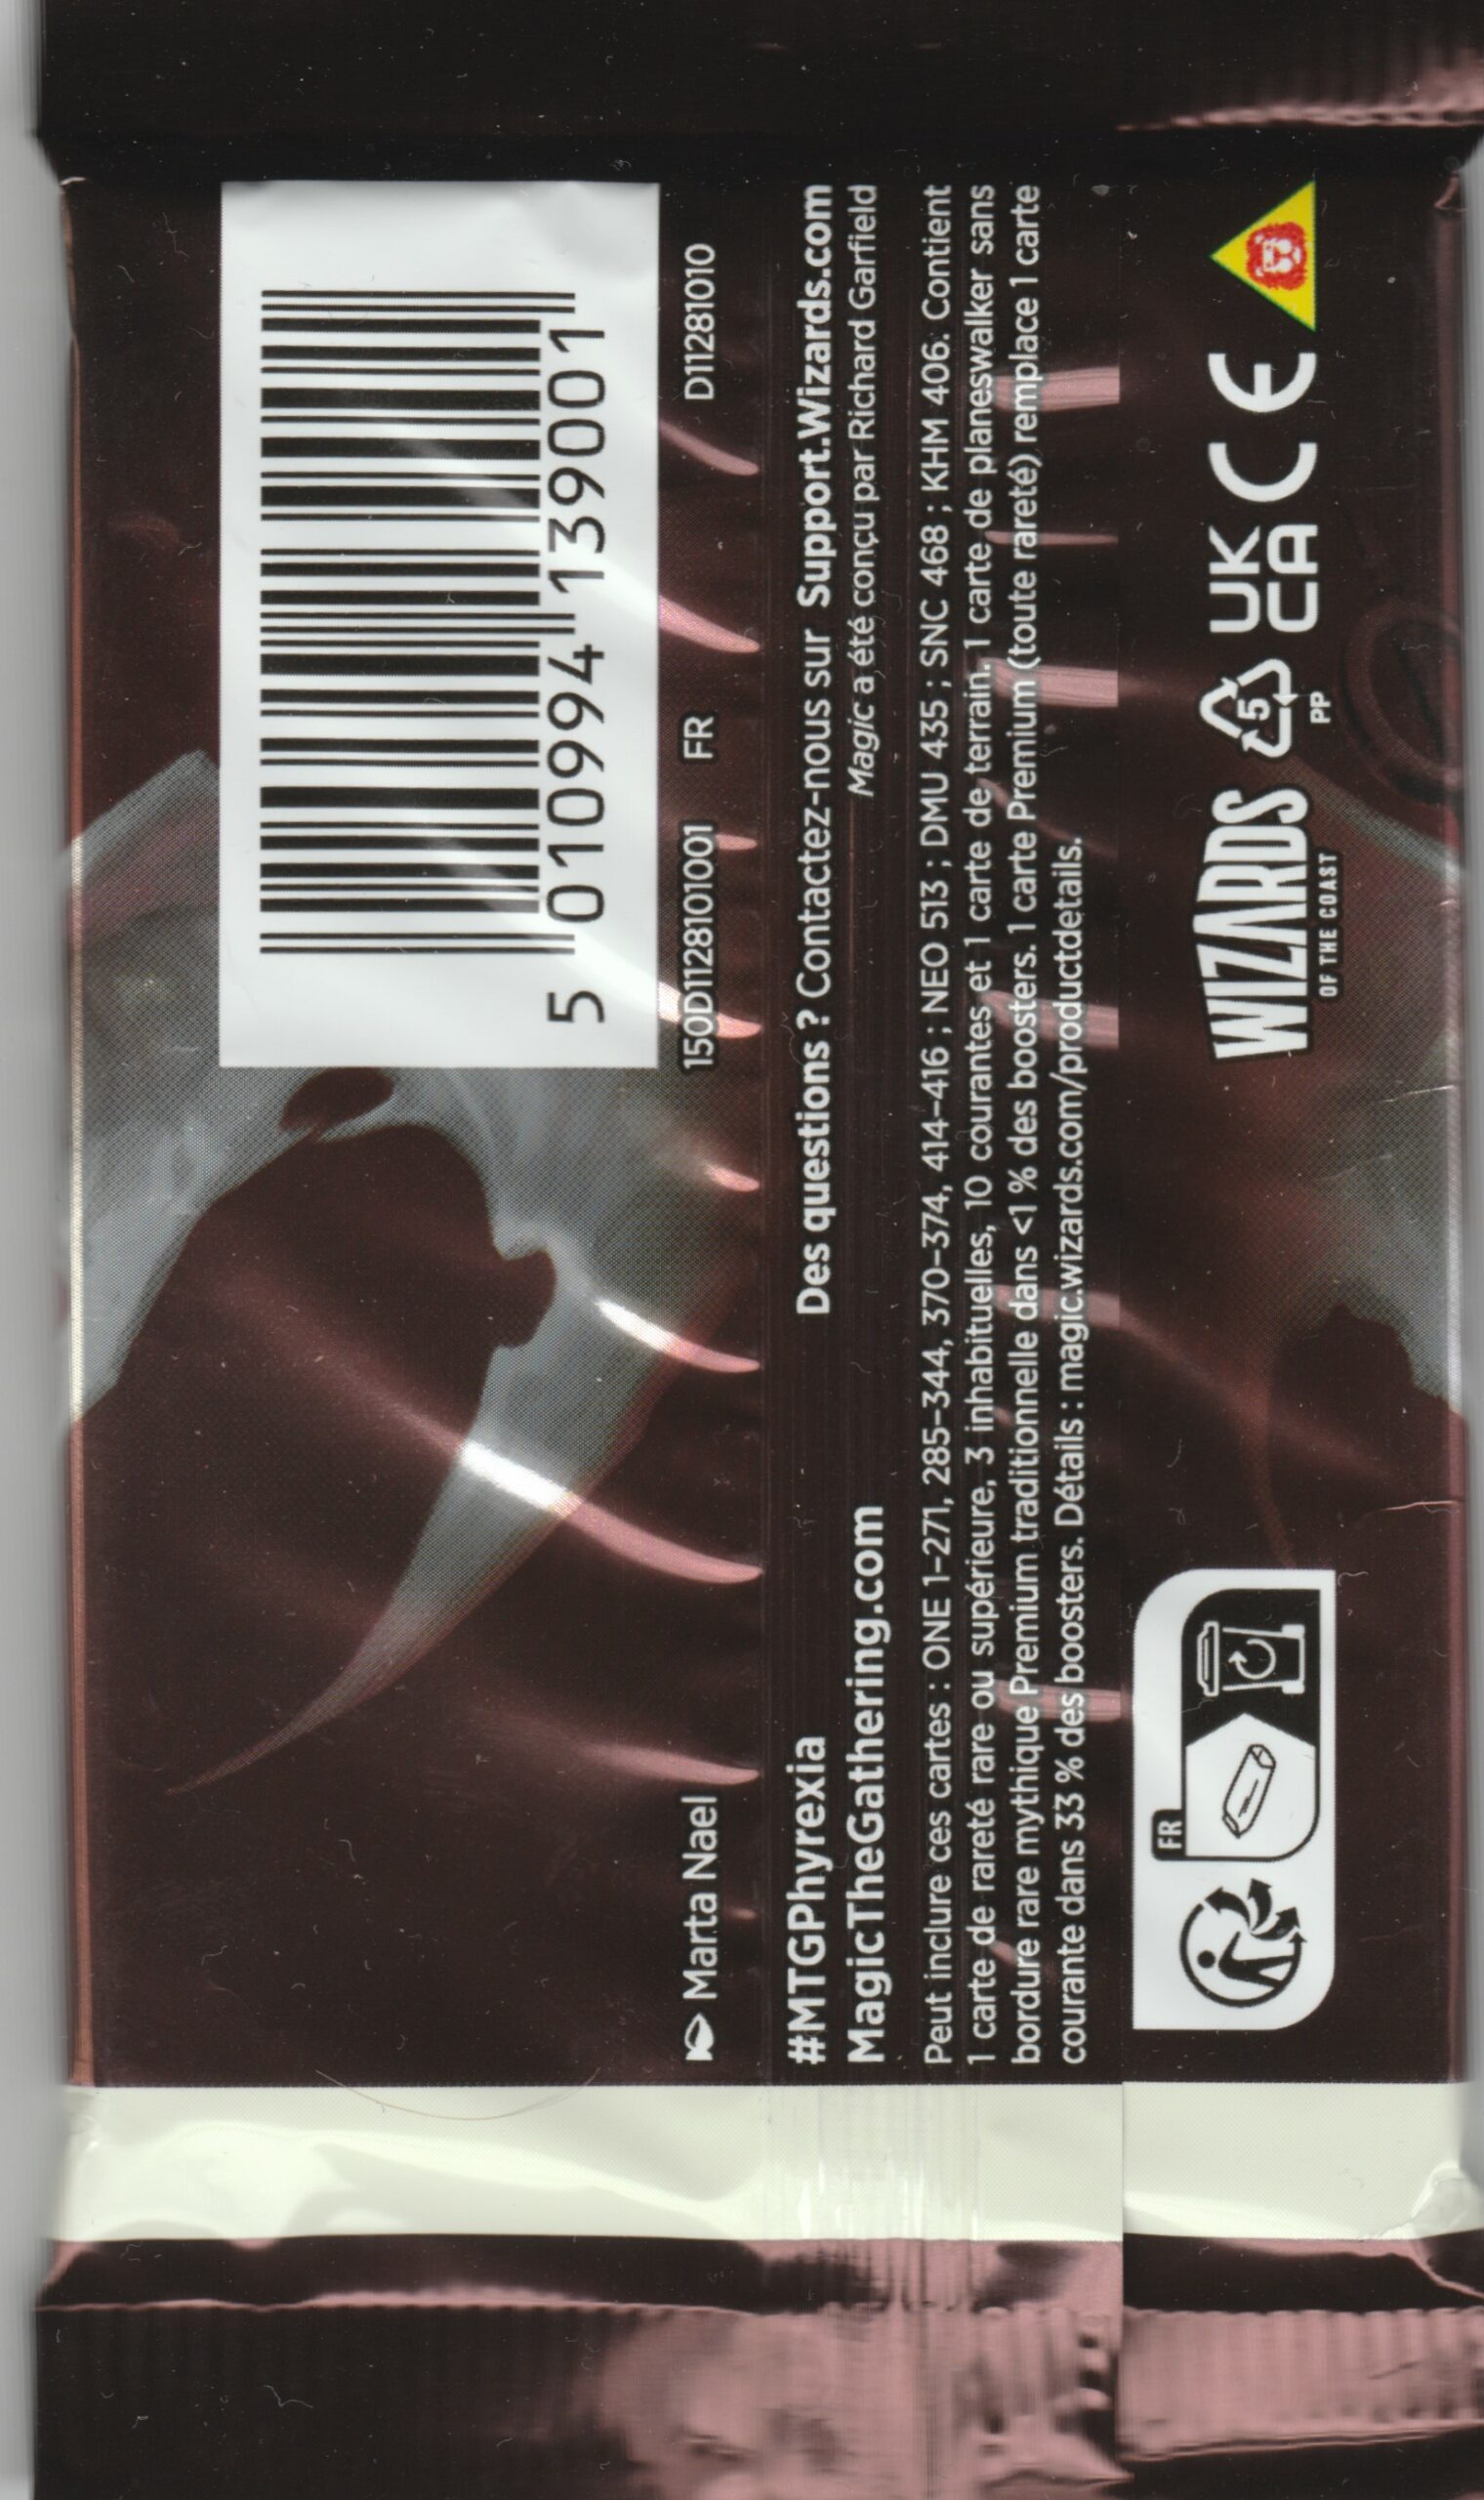 5 010994 139001
150D112811001 FR D11281010
Marta Nael
#MTGPhyrexia
MagicTheGathering.com
Des questions ? Contactez-nous sur Support.Wizards.com
Magic a été conçu par Richard Garfield
Peut inclure ces cartes : ONE 1-271, 285-344, 370-374, 414-416 ; NEO 513 ; DMU 435 ; SNC 468 ; KHM 406. Contient
1 carte de rareté rare ou supérieure, 3 inhabituelles, 10 courantes et 1 carte de terrain. 1 carte de planeswalker sans
bordure rare mythique Premium traditionnelle dans <1 % des boosters. 1 carte Premium (toute rareté) remplace 1 carte
courante dans 33 % des boosters. Détails : magic.wizards.com/productdetails.
FR
WIZARDS
OF THE COAST
5
PP
UK
CA
CE